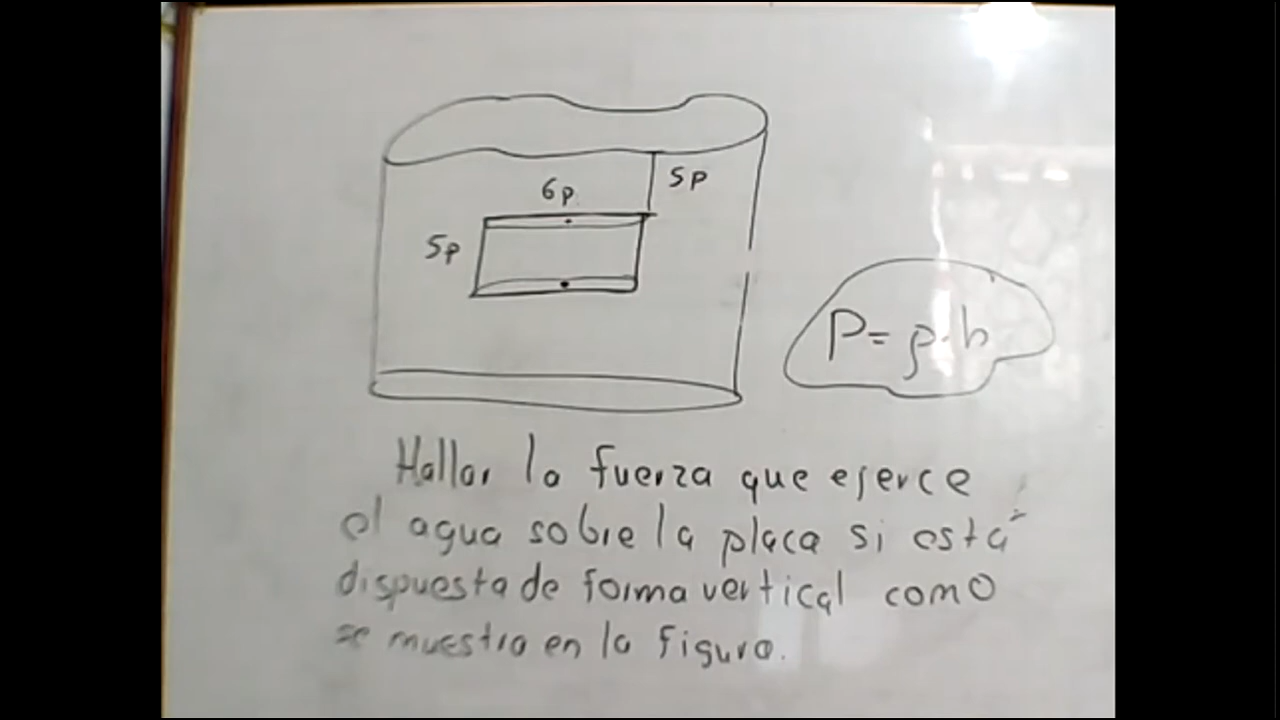 5p
6p.
5p
P= ρ.h
Hallar la fuerza que ejerce
el agua sobre la placa si está
dispuesta de forma vertical como
se muestra en la figura.